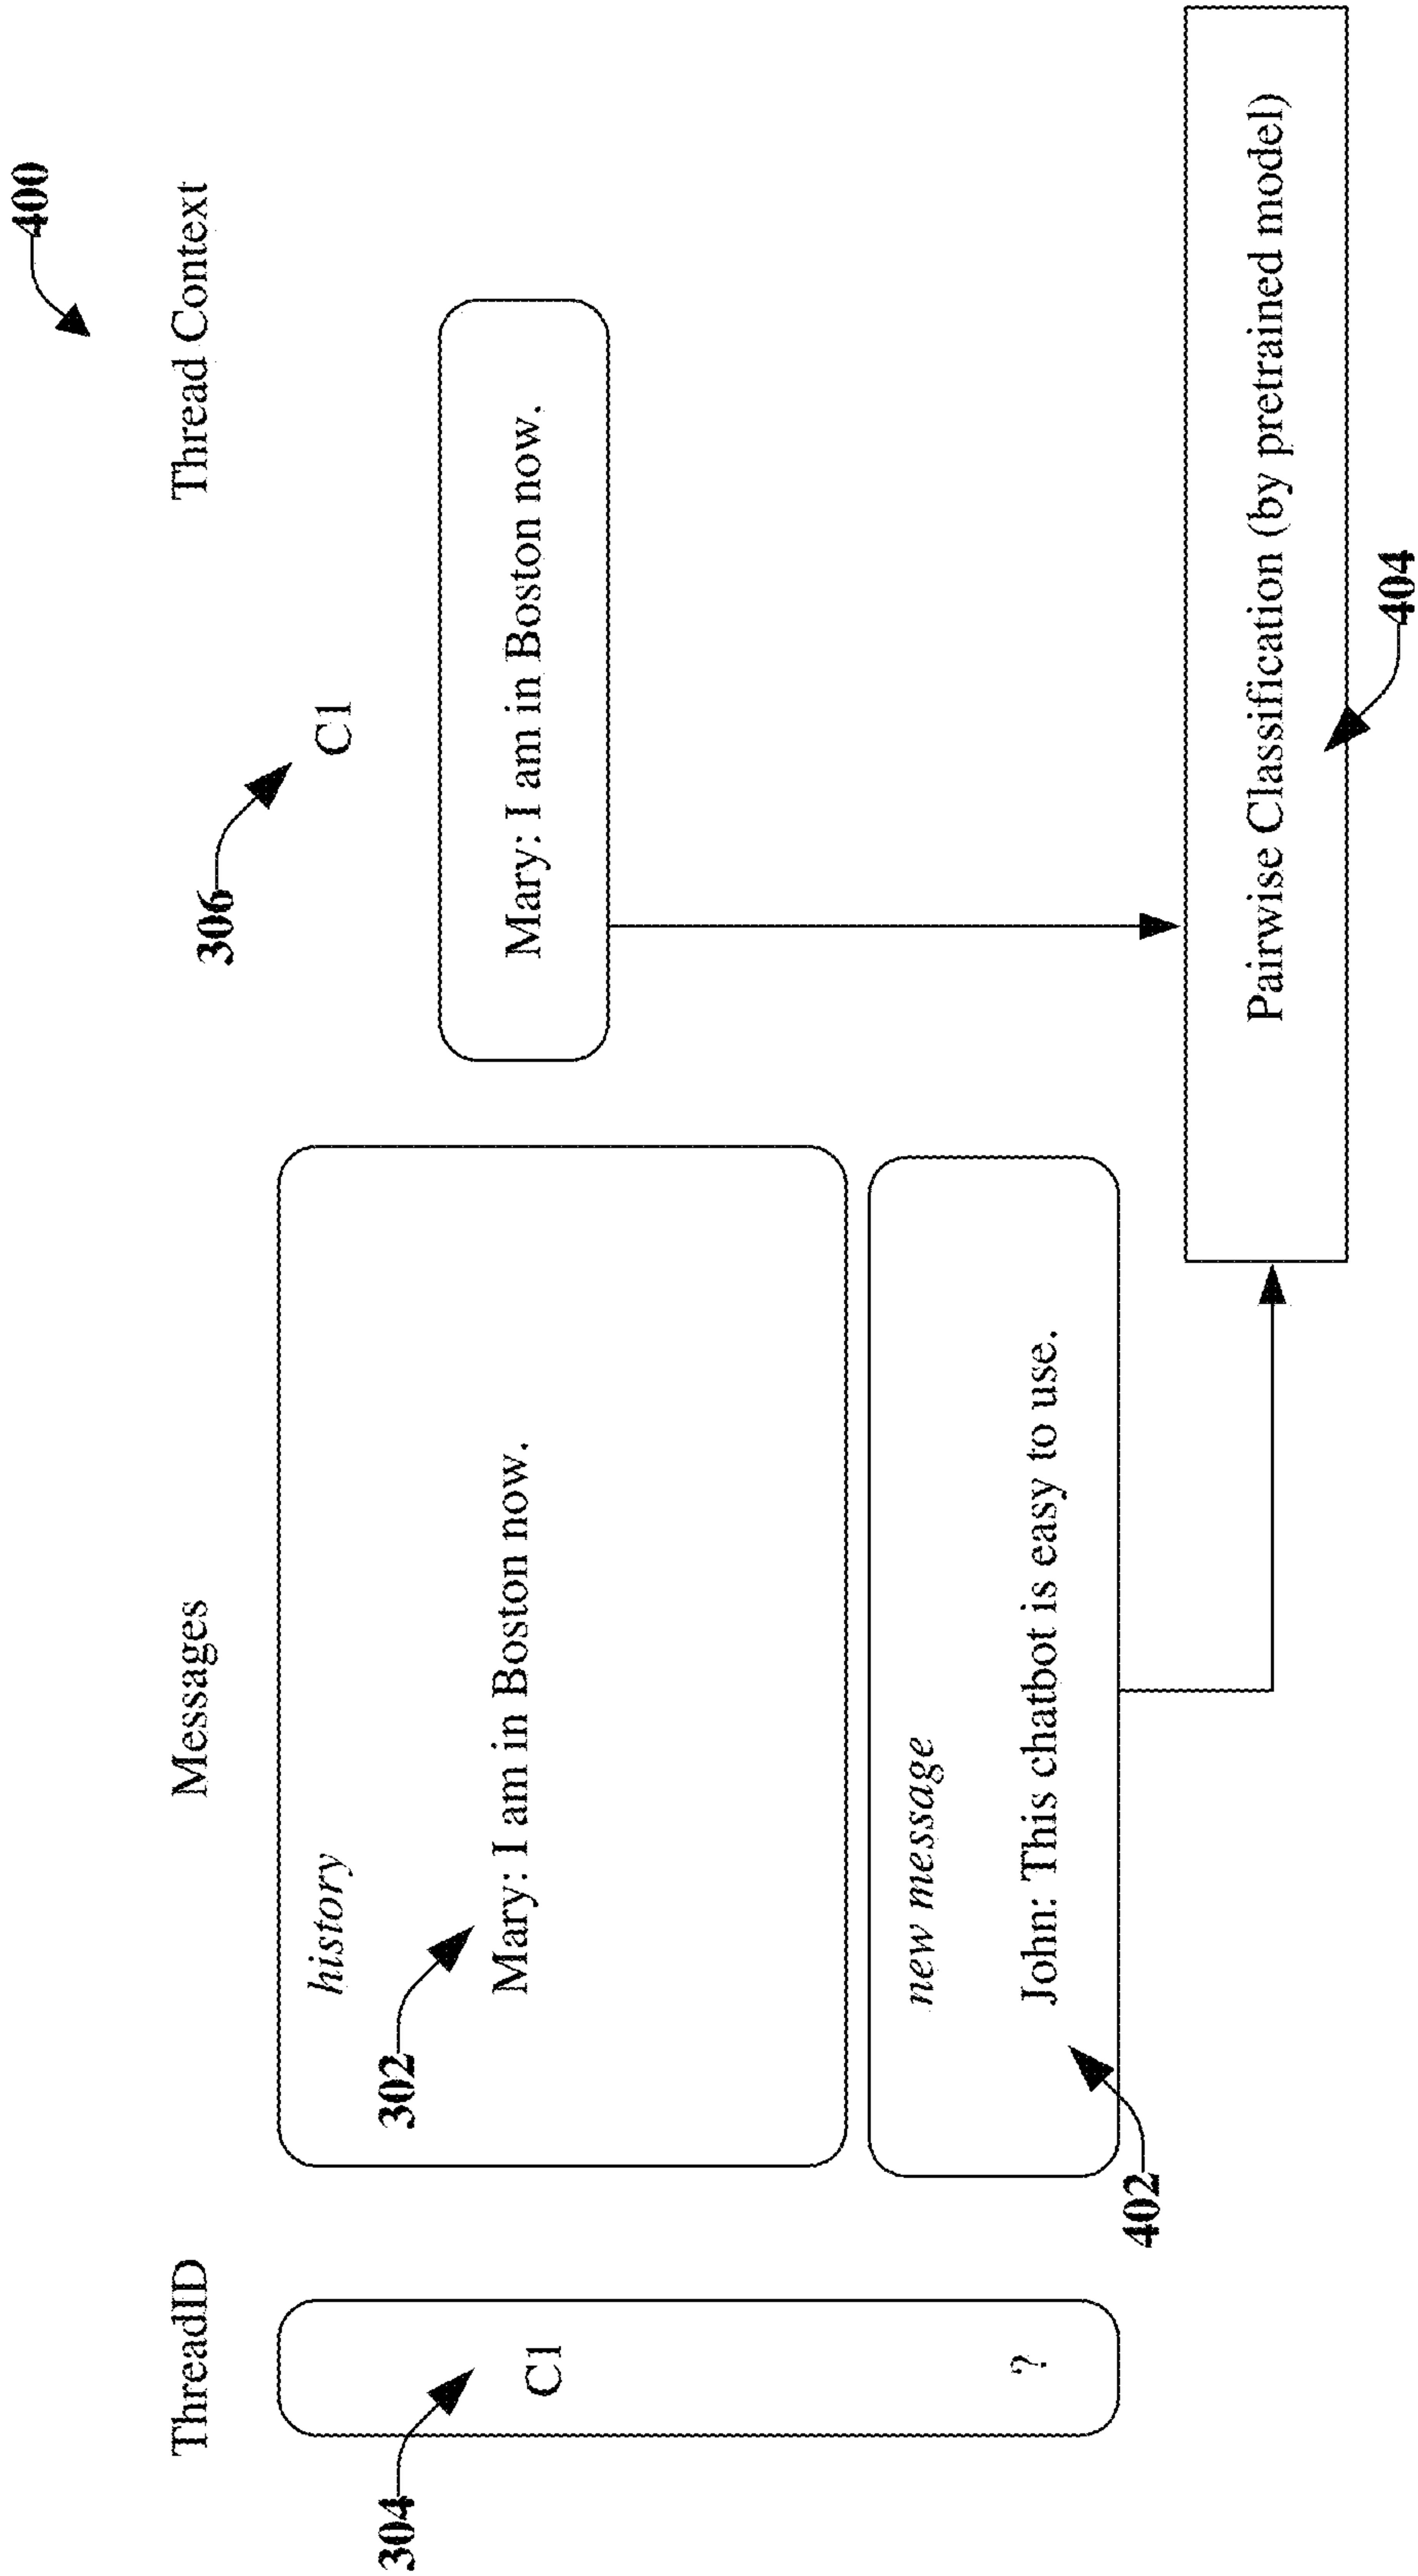 400
ThreadID
Messages
Thread Context
306
C1
history
304
302
C1
Mary: I am in Boston now.
Mary: I am in Boston now.
new message
?
John: This chatbot is easy to use.
402
Pairwise Classification (by pretrained model)
404